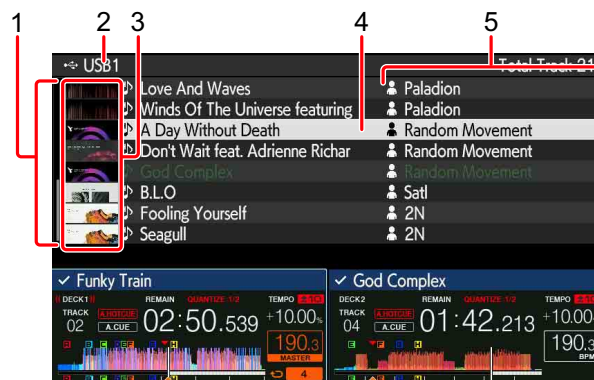 1 2 3 4 5
USB1 Total Track 21
Love And Waves Paladion
Winds Of The Universe featuring Paladion
A Day Without Death Random Movement
Don't Wait feat. Adrienne Richar Random Movement
God Complex Random Movement
B.L.O Satl
Fooling Yourself 2N
Seagull 2N
✓ Funky Train ✓ God Complex
DECK1 REMAIN QUANTIZE 1/2 TEMPO ±10 DECK2 REMAIN QUANTIZE 1/2 TEMPO ±10
TRACK 02 A.HOTCUE A.CUE 02:50.539 +10.00% TRACK 04 A.HOTCUE A.CUE 01:42.213 +10.00
190.3 MASTER 190.3 BPM
B D C D E F H E F D H
4
A C A C B G